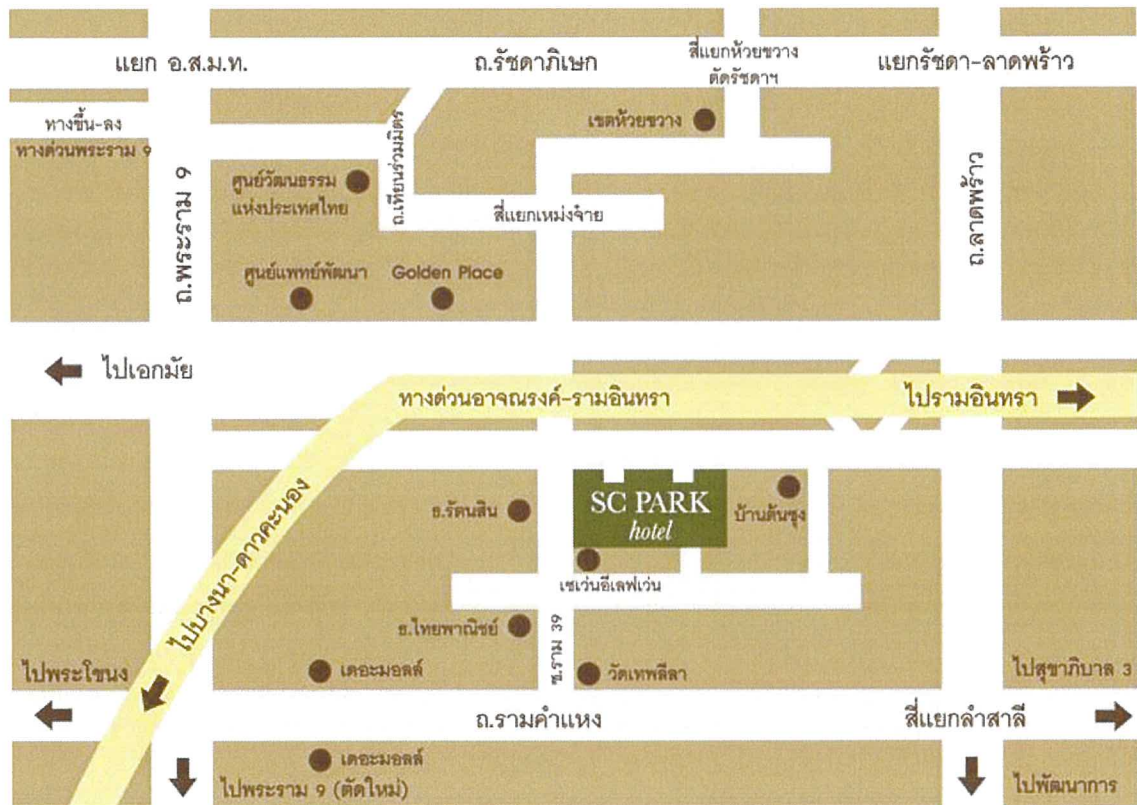 แยก อ.ส.ม.ท.
ถ.รัชดาภิเษก
สี่แยกห้วยขวาง
ตัดรัชดาฯ
แยกรัชดา-ลาดพร้าว
ทางขึ้น-ลง
ทางด่วนพระราม 9
ถ.พระราม 9
ศูนย์วัฒนธรรม
แห่งประเทศไทย
ถ.เทียนร่วมมิตร
เขตห้วยขวาง
สี่แยกเหม่งจ๋าย
ถ.ลาดพร้าว
ศูนย์แพทย์พัฒนา
Golden Place
ไปเอกมัย
ทางด่วนอาจณรงค์-รามอินทรา
ไปรามอินทรา
ไปบางนา-ดาวคะนอง
ธ.รัตนสิน
SC PARK
hotel
บ้านต้นซุง
เซเว่นอีเลฟเว่น
ธ.ไทยพาณิชย์
ซ.ราม 39
ไปพระโขนง
เดอะมอลล์
วัดเทพลีลา
ไปสุขาภิบาล 3
ถ.รามคำแหง
สี่แยกลำสาลี
เดอะมอลล์
ไปพระราม 9 (ตัดใหม่)
ไปพัฒนาการ